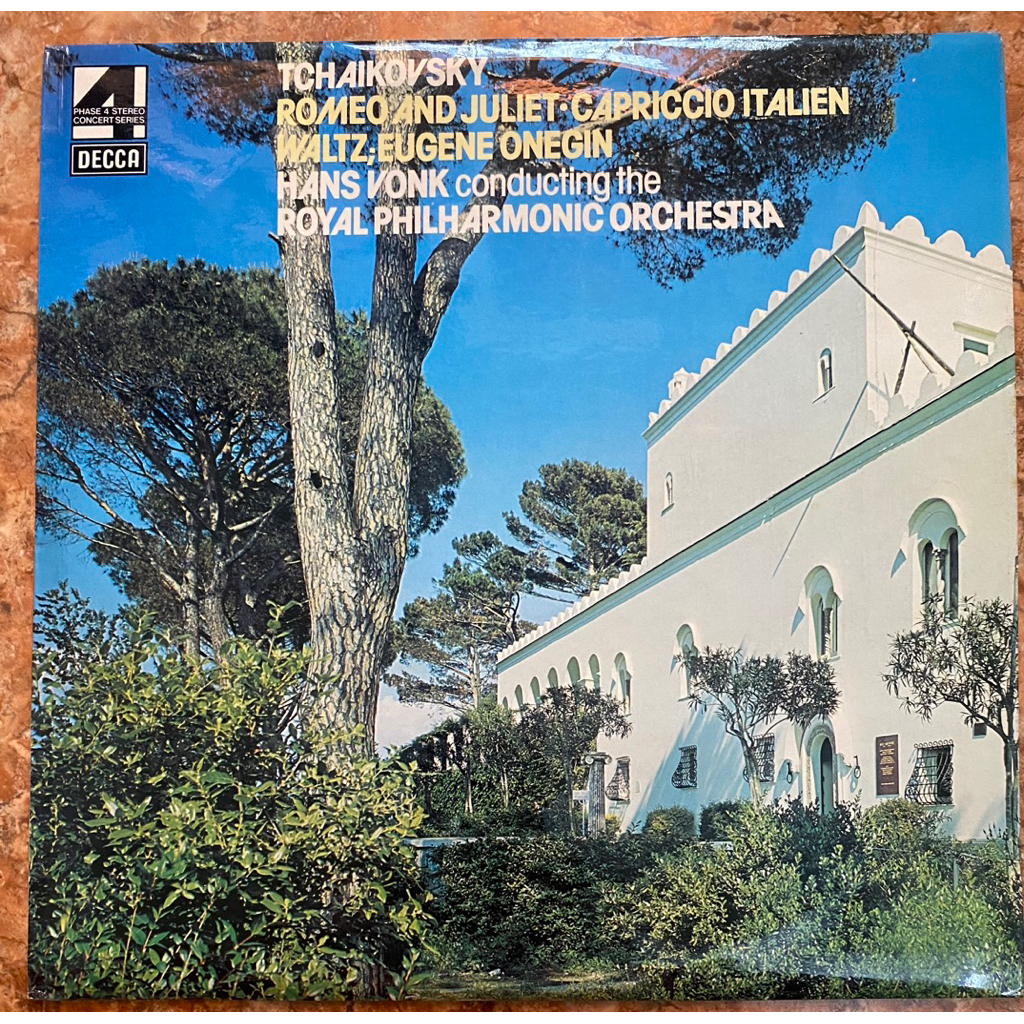 4
PHASE 4 STEREO
CONCERT SERIES
DECCA
TCHAIKOVSKY
ROMEO AND JULIET·CAPRICCIO ITALIEN
WALTZ;EUGENE ONEGIN
HANS VONK conducting the
ROYAL PHILHARMONIC ORCHESTRA